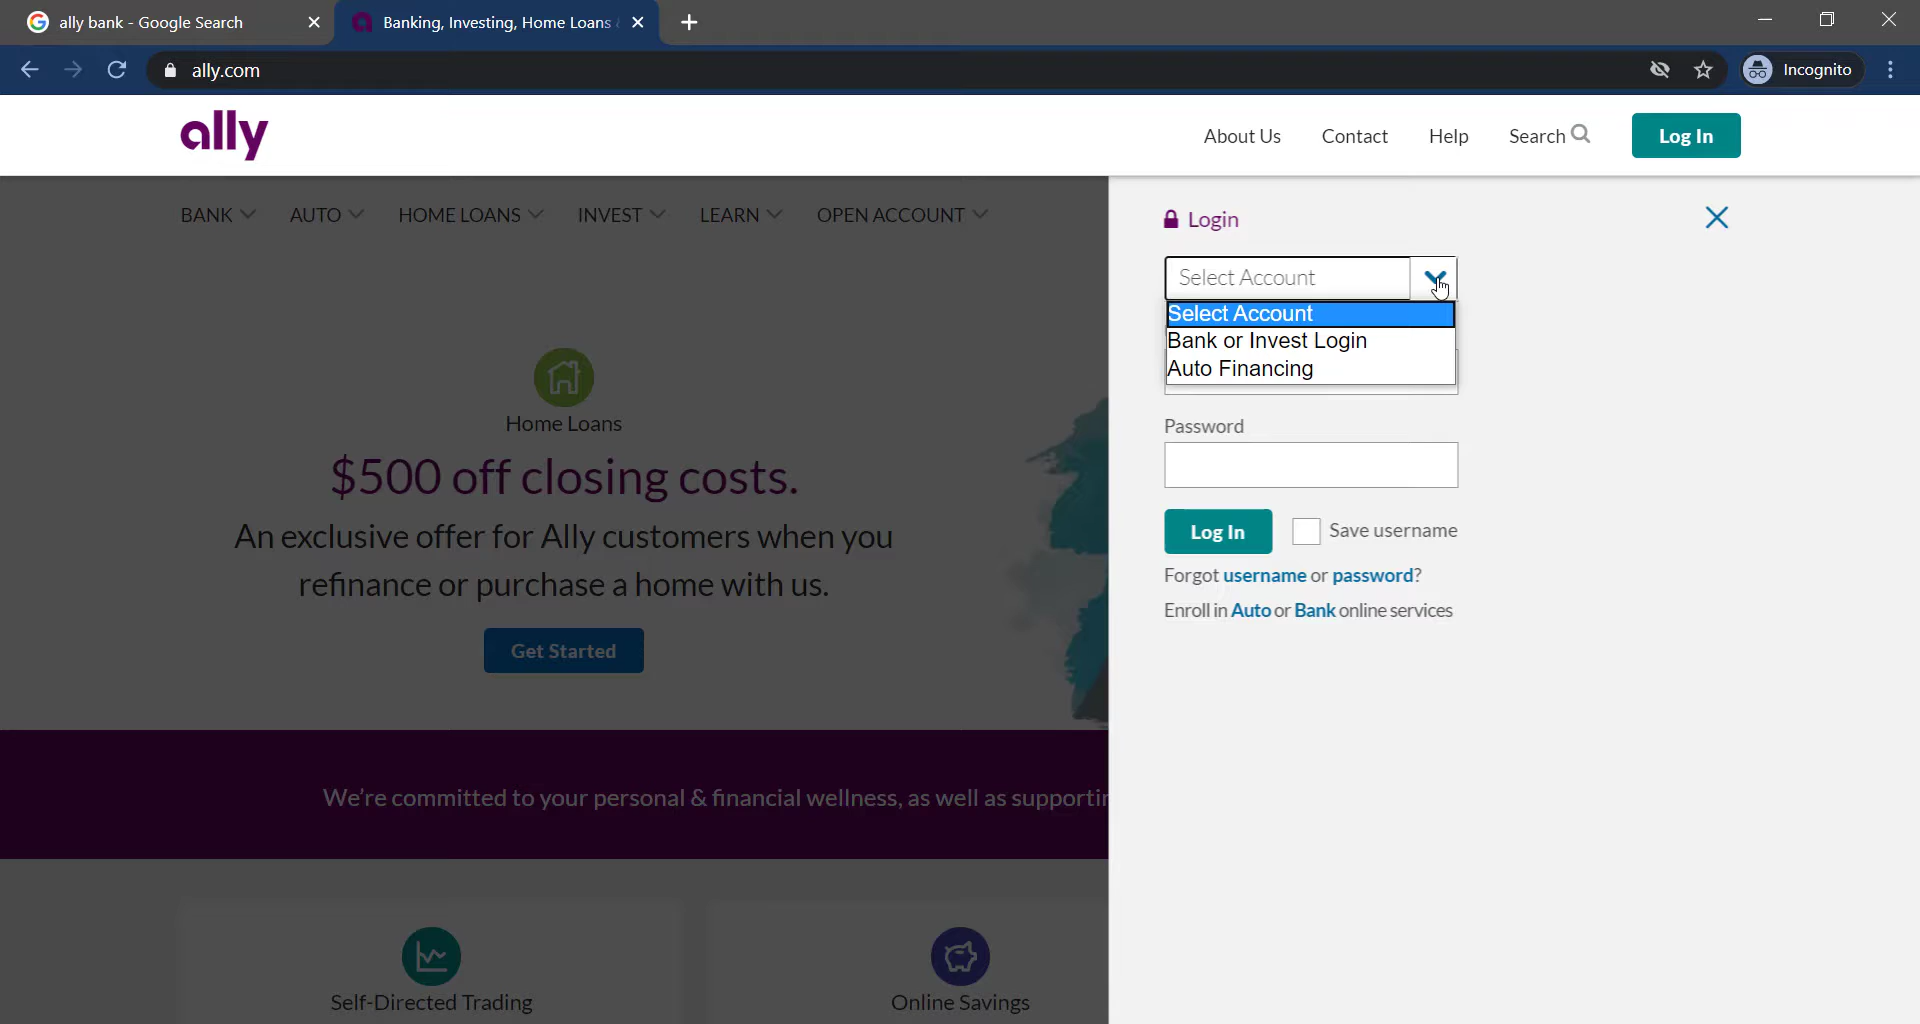 ally bank - Google Search
Banking, Investing, Home Loans
ally.com
Incognito
ally
About Us
Contact
Help
Search
Log In
BANK
AUTO
HOME LOANS
INVEST
LEARN
OPEN ACCOUNT
Home Loans
$500 off closing costs.
An exclusive offer for Ally customers when you
refinance or purchase a home with us.
Get Started
We're committed to your personal & financial wellness, as well as
Self-Directed Trading
Online Savings
Login
Select Account
Select Account
Bank or Invest Login
Auto Financing
Password
Log In
Save username
Forgot username or password?
Enroll in Auto or Bank online services